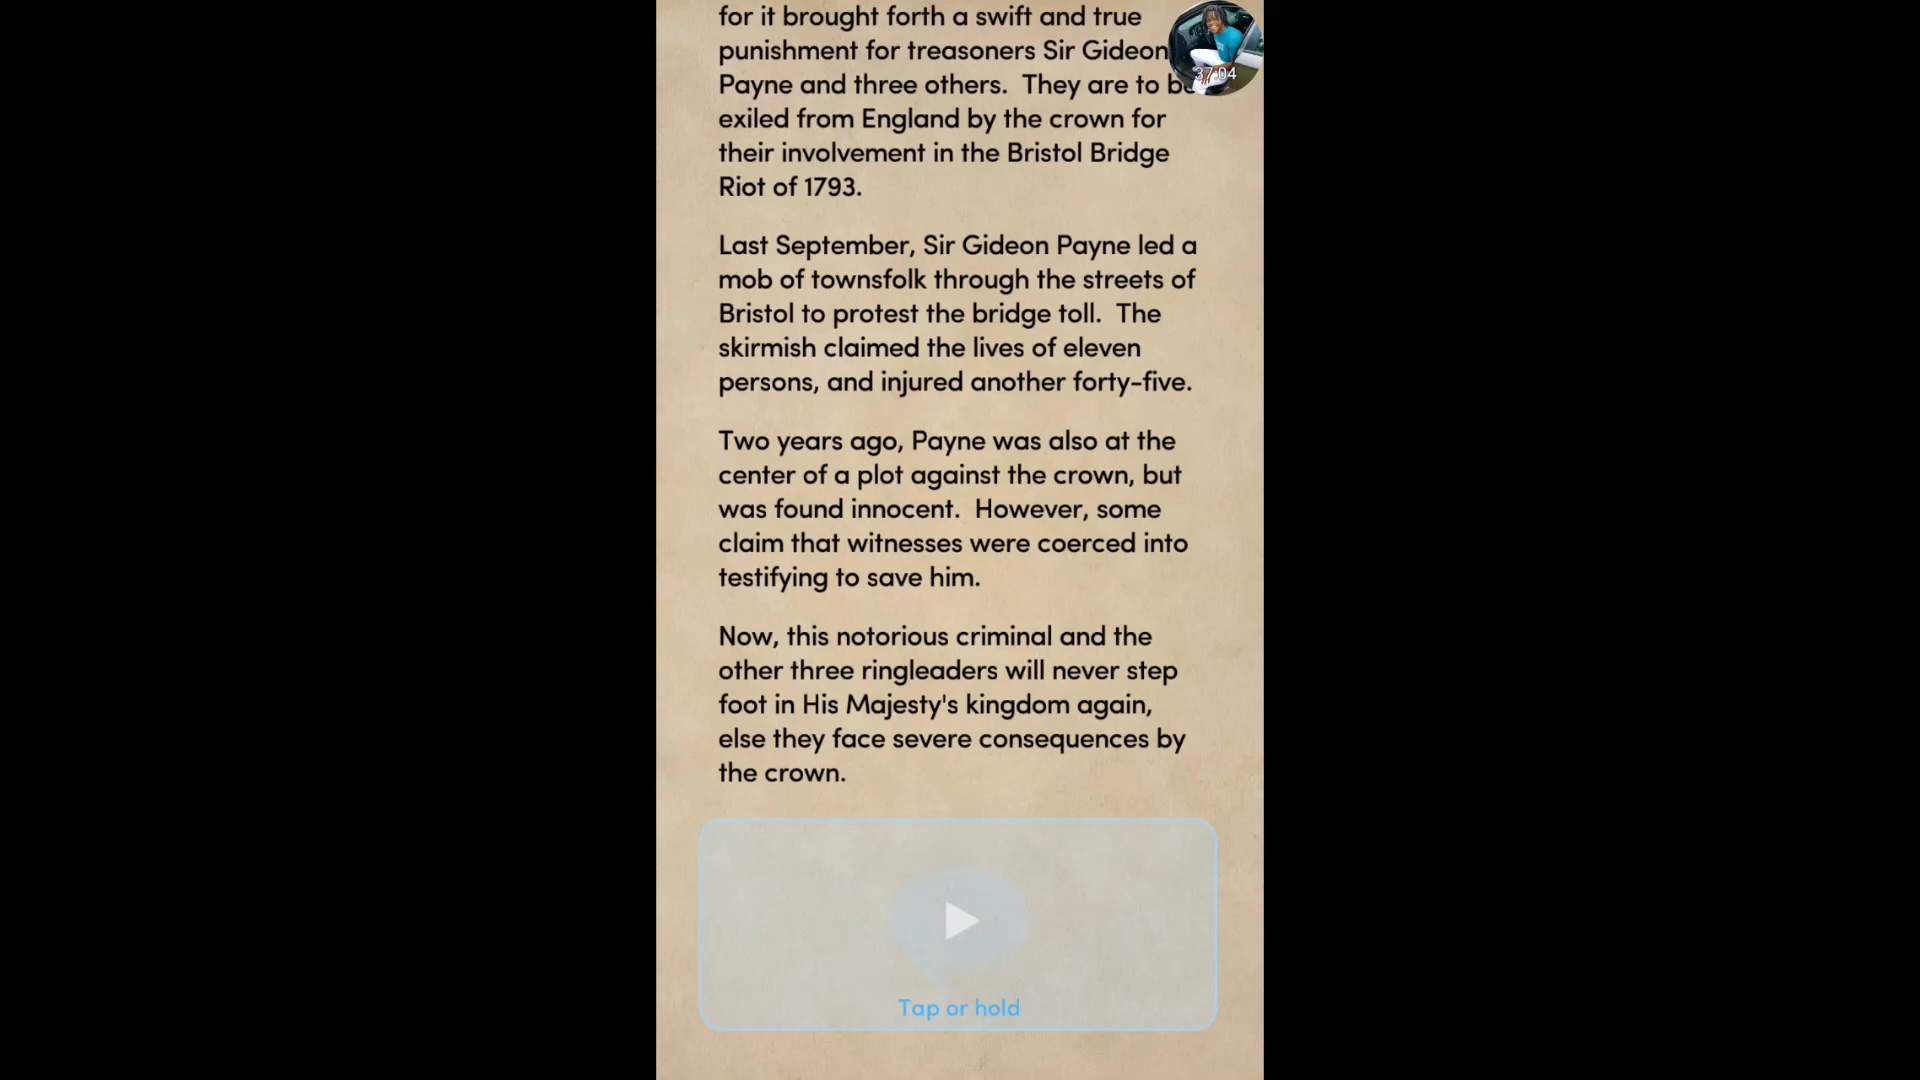 for it brought forth a swift and true
punishment for treasoners Sir Gideon
37:04
Payne and three others. They are to be
exiled from England by the crown for
their involvement in the Bristol Bridge
Riot of 1793.
Last September, Sir Gideon Payne led a
mob of townsfolk through the streets of
Bristol to protest the bridge toll. The
skirmish claimed the lives of eleven
persons, and injured another forty-five.
Two years ago, Payne was also at the
center of a plot against the crown, but
was found innocent. However, some
claim that witnesses were coerced into
testifying to save him.
Now, this notorious criminal and the
other three ringleaders will never step
foot in His Majesty's kingdom again,
else they face severe consequences by
the crown.
Tap or hold